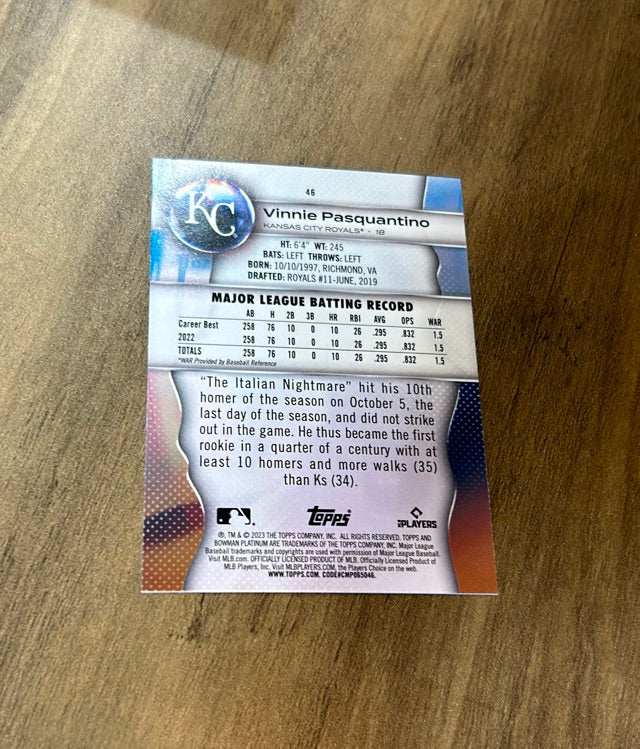 46
KC
Vinnie Pasquantino
KANSAS CITY ROYALS® • 1B
HT: 6'4" WT: 245
BATS: LEFT THROWS: LEFT
BORN: 10/10/1997, RICHMOND, VA
DRAFTED: ROYALS #11-JUNE, 2019
MAJOR LEAGUE BATTING RECORD
AB H 2B 3B HR RBI AVG OPS WAR
Career Best 258 76 10 0 10 26 .295 .832 1.5
2022 258 76 10 0 10 26 .295 .832 1.5
TOTALS 258 76 10 0 10 26 .295 .832 1.5
*WAR Provided by Baseball Reference
"The Italian Nightmare" hit his 10th
homer of the season on October 5, the
last day of the season, and did not strike
out in the game. He thus became the first
rookie in a quarter of a century with at
least 10 homers and more walks (35)
than Ks (34).
Topps
MLB PLAYERS
®, TM & © 2023 THE TOPPS COMPANY, INC. ALL RIGHTS RESERVED. TOPPS AND
BOWMAN PLATINUM ARE TRADEMARKS OF THE TOPPS COMPANY, INC. Major League
Baseball trademarks and copyrights are used with permission of Major League Baseball.
Visit MLB.com. OFFICIALLY LICENSED PRODUCT OF MLB. Officially Licensed Product of
MLB Players, Inc. Visit MLBPLAYERS.com, the Players Choice on the web.
WWW.TOPPS.COM. CODE#CMP065046.